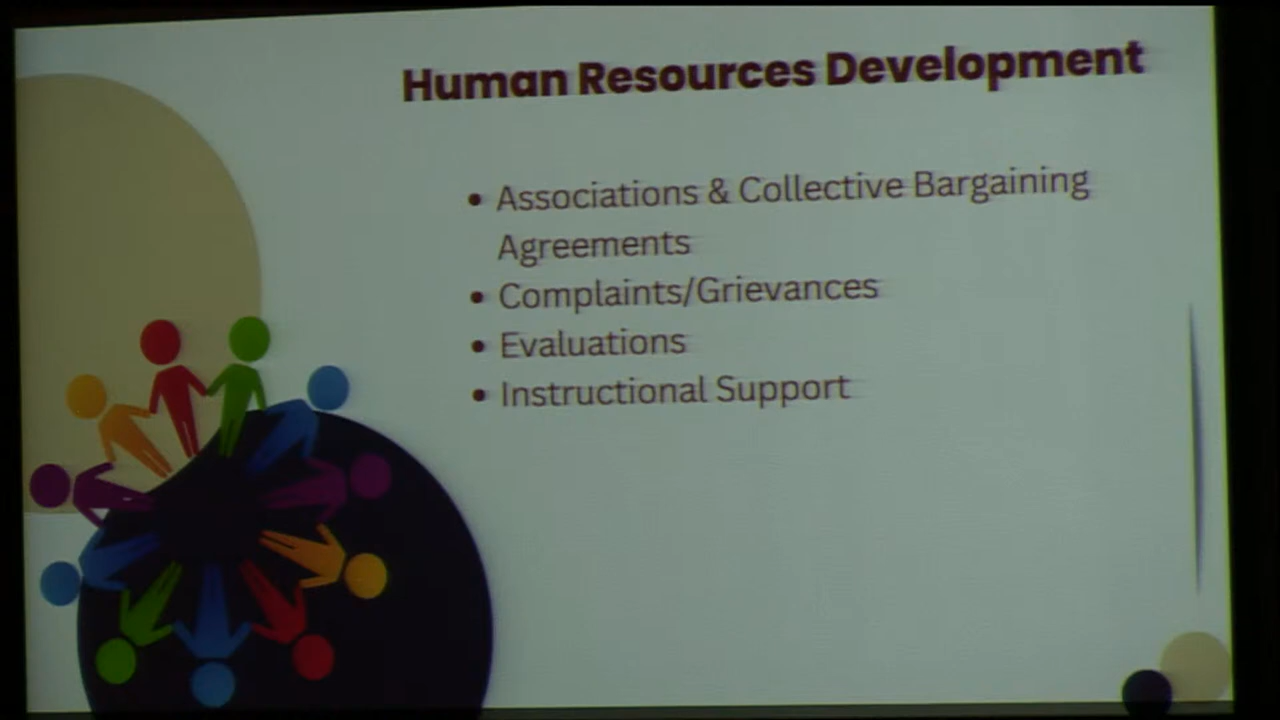 Human Resources Development
• Associations & Collective Bargaining
Agreements
• Complaints/Grievances
• Evaluations
• Instructional Support